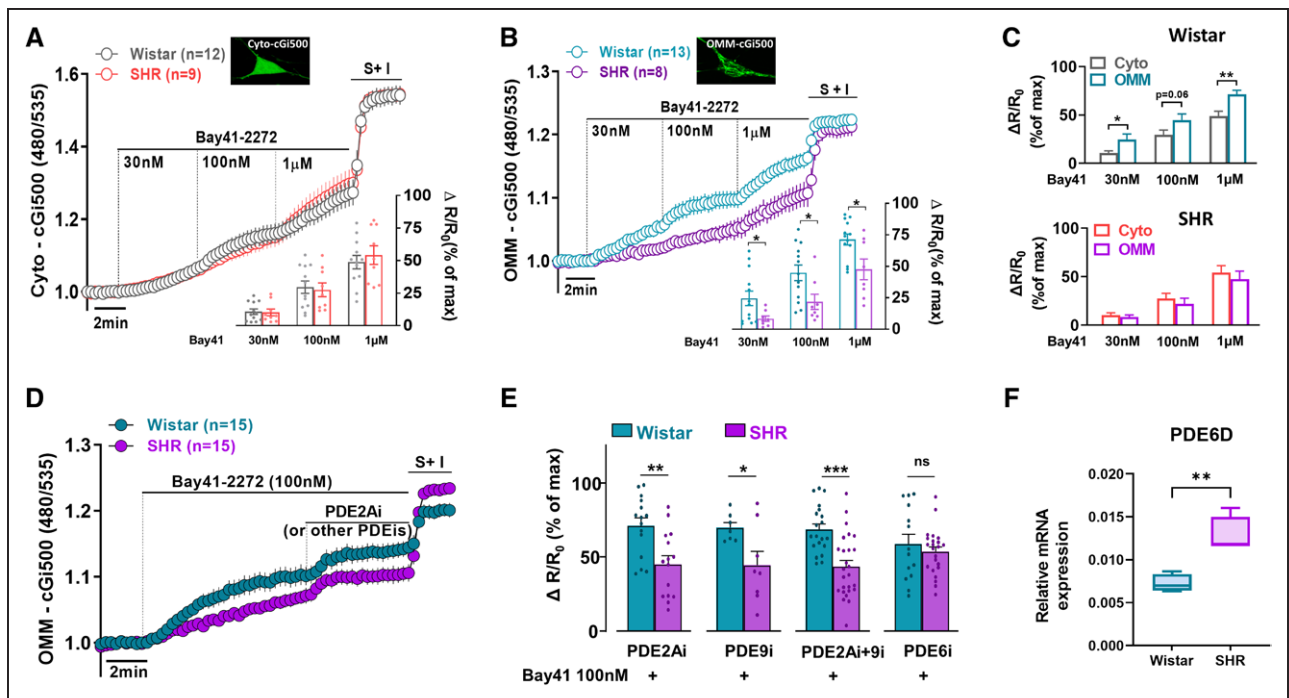 A
Wistar (n=12)
SHR (n=9)
Cyto-cGi500
Cyto - cGi500 (480/535)
1.6
1.5
1.4
1.3
1.2
1.1
1.0
S+ I
Bay41-2272
30nM
100nM
1µM
2min
Δ R/R₀ (% of max)
100
75
50
25
0
Bay41
30nM
100nM
1µM
B
Wistar (n=13)
SHR (n=8)
OMM-cGi500
OMM - cGi500 (480/535)
1.3
1.2
1.1
1.0
S + I
Bay41-2272
30nM
100nM
1µM
2min
*
*
*
Δ R/R₀(% of max)
100
75
50
25
0
Bay41
30nM
100nM
1µM
C
Wistar
Cyto
OMM
ΔR/R₀
(%of max)
100
50
0
*
p=0.06
**
Bay41
30nM
100nM
1µM
SHR
Cyto
OMM
ΔR/R₀
(%of max)
100
50
0
Bay41
30nM
100nM
1µM
D
Wistar (n=15)
SHR (n=15)
OMM - cGi500 (480/535)
1.3
1.2
1.1
1.0
S+ I
Bay41-2272 (100nM)
PDE2Ai
(or other PDEis)
2min
E
Wistar
SHR
Δ R/R₀ (% of max)
100
50
0
**
*
***
ns
PDE2Ai
PDE9i
PDE2Ai+9i
PDE6i
Bay41 100nM
+
+
+
+
F
PDE6D
Relative mRNA
expression
0.020
0.015
0.010
0.005
0.000
**
Wistar
SHR